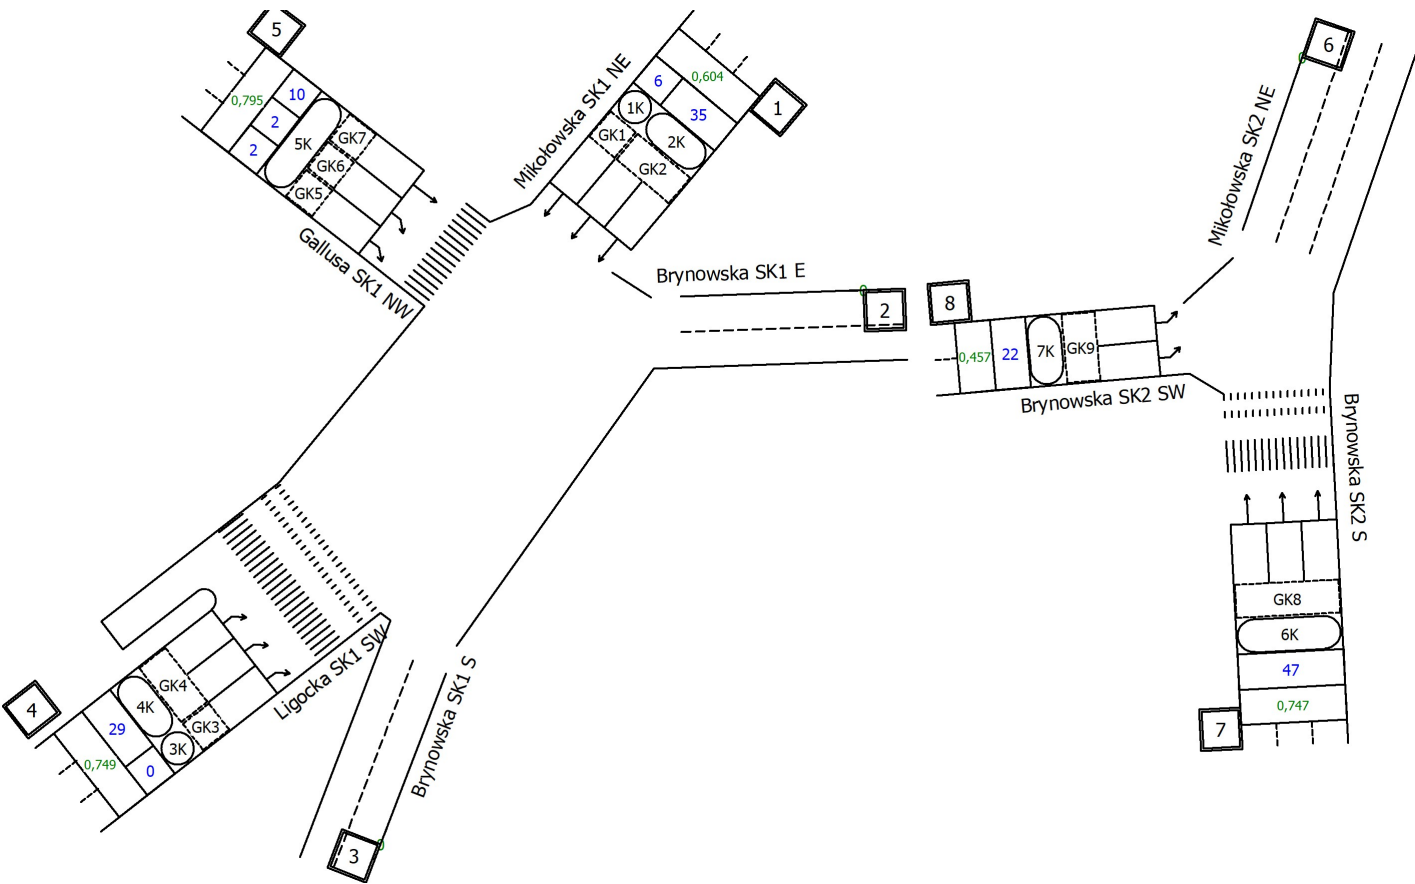 5
0,795
10
2
2
5K
GK7
GK6
GK5
Gallusa SK1 NW
Mikołowska SK1 NE
6
0,604
35
1K
2K
GK1
GK2
1
Brynowska SK1 E
0
2
8
0,457
22
7K
GK9
Brynowska SK2 SW
Mikołowska SK2 NE
0
6
Brynowska SK2 S
GK8
6K
47
0,747
7
4
0,749
29
0
4K
3K
GK4
GK3
Ligocka SK1 SW
Brynowska SK1 S
3
0